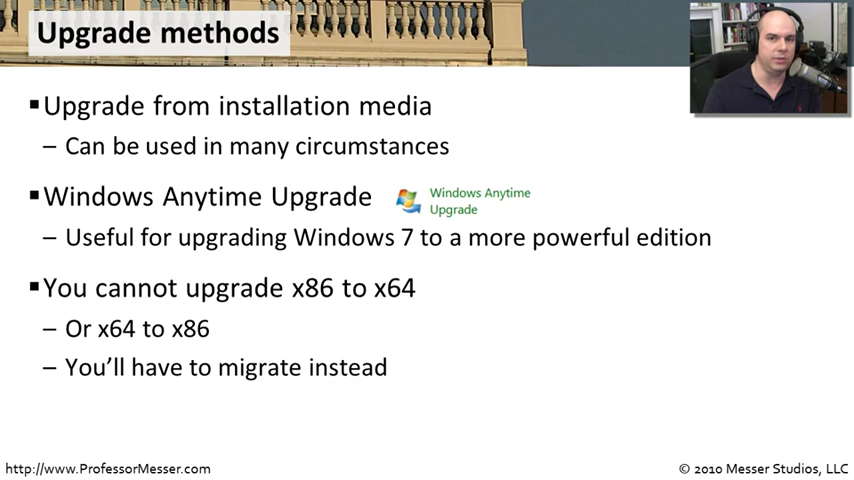 Upgrade methods
▪Upgrade from installation media
– Can be used in many circumstances
▪Windows Anytime Upgrade
Windows Anytime
Upgrade
– Useful for upgrading Windows 7 to a more powerful edition
▪You cannot upgrade x86 to x64
– Or x64 to x86
– You’ll have to migrate instead
http://www.ProfessorMesser.com
© 2010 Messer Studios, LLC